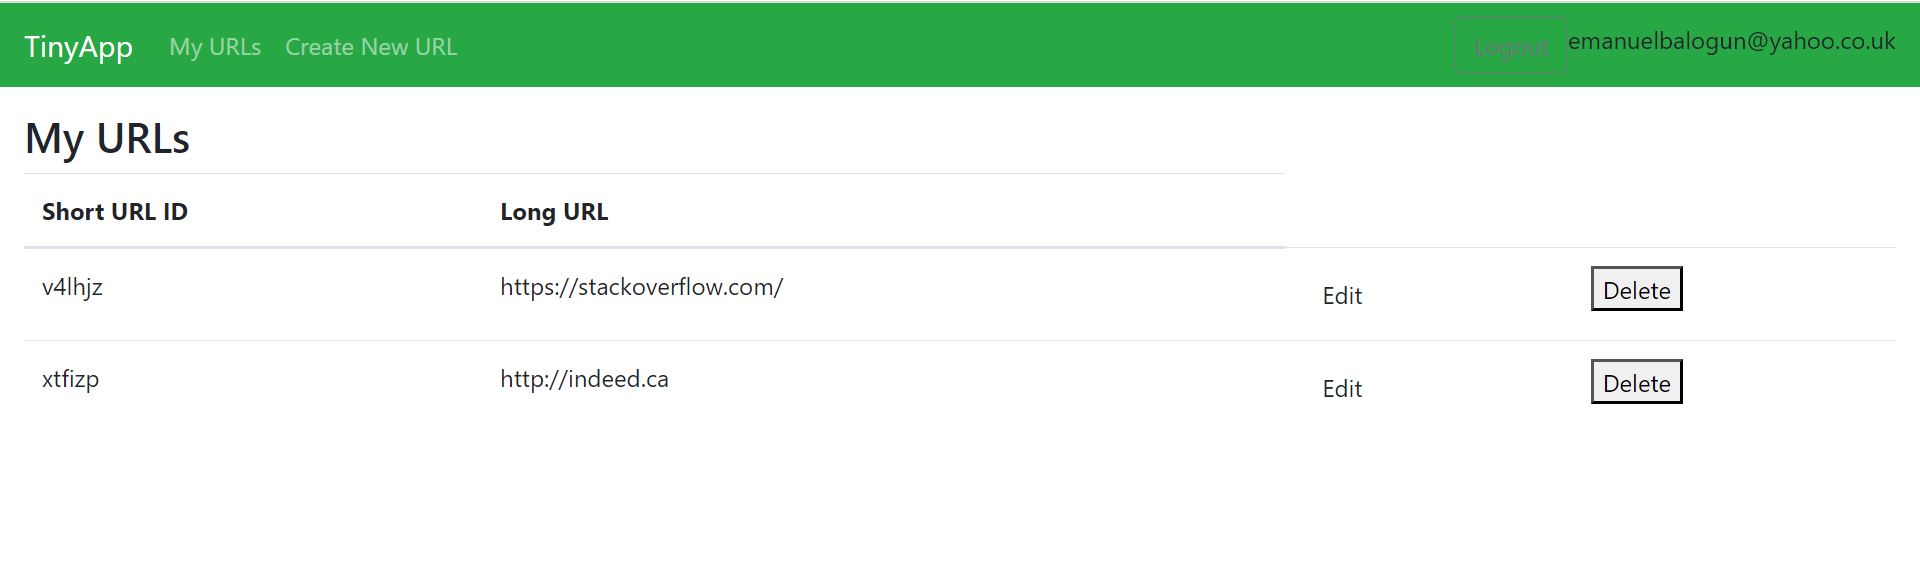 TinyApp My URLs Create New URL Logout emanuelbalogun@yahoo.co.uk
My URLs
Short URL ID Long URL
v4lhjz https://stackoverflow.com/ Edit Delete
xtfizp http://indeed.ca Edit Delete